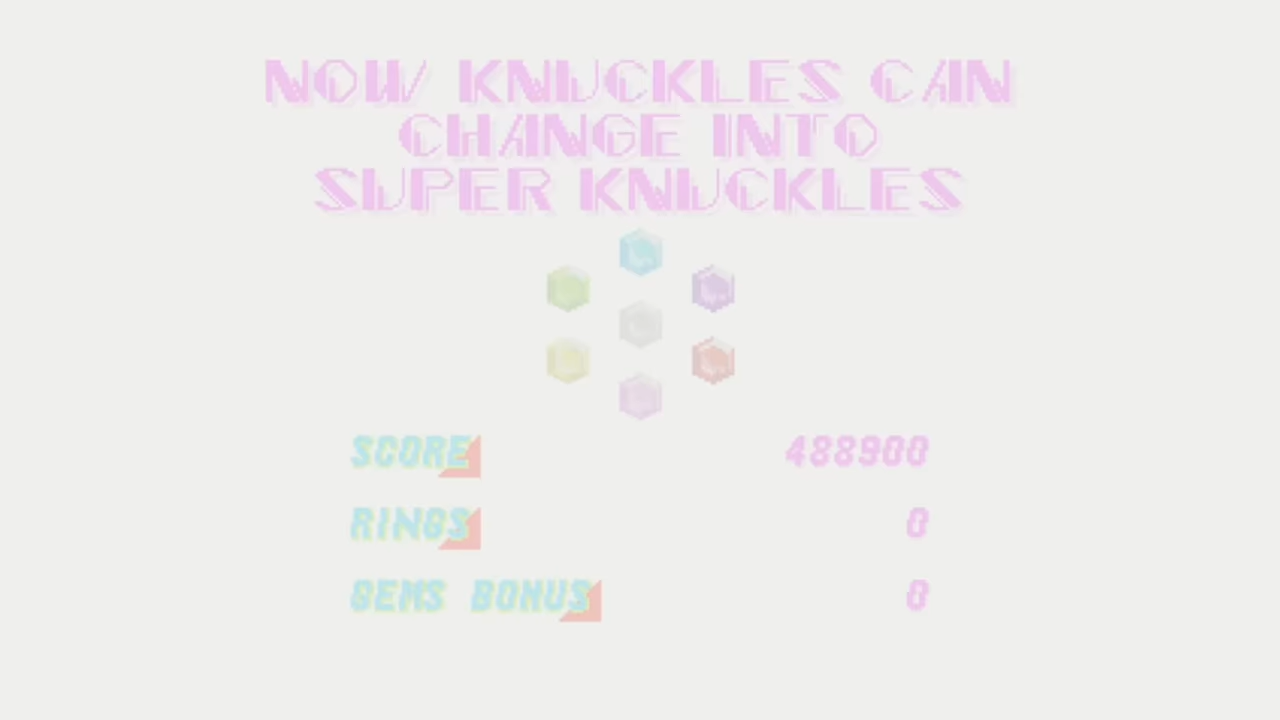 NOW KNUCKLES CAN
CHANGE INTO
SUPER KNUCKLES
SCORE 488900
RINGS 0
GEMS BONUS 0